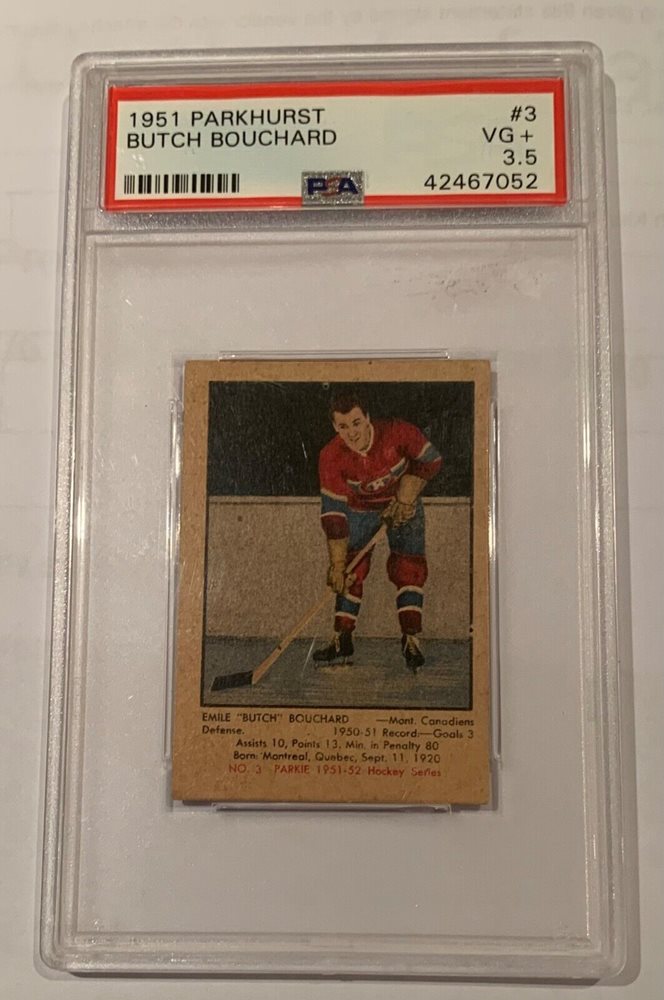 1951 PARKHURST #3
BUTCH BOUCHARD VG +
3.5
PSA 42467052
EMILE "BUTCH" BOUCHARD —Mont. Canadiens
Defense. 1950-51 Record:—Goals 3
Assists 10, Points 13, Min. in Penalty 80
Born: Montreal, Quebec, Sept. 11, 1920
NO. 3 PARKIE 1951-52 Hockey Series